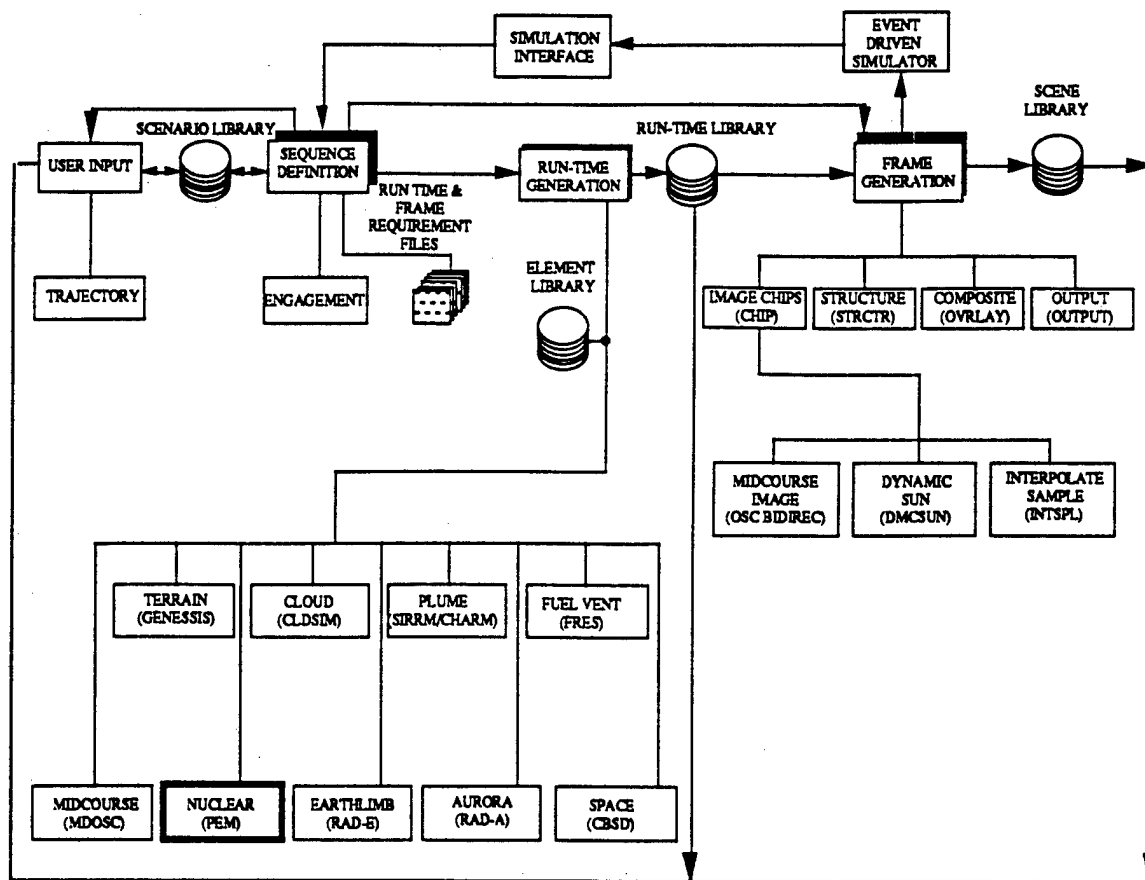 SIMULATION
INTERFACE
EVENT
DRIVEN
SIMULATOR
SCENE
LIBRARY
SCENARIO LIBRARY
RUN-TIME LIBRARY
USER INPUT
SEQUENCE
DEFINITION
RUN-TIME
GENERATION
FRAME
GENERATION
RUN TIME &
FRAME
REQUIREMENT
FILES
TRAJECTORY
ENGAGEMENT
ELEMENT
LIBRARY
IMAGE CHIPS
(CHIP)
STRUCTURE
(STRCTR)
COMPOSITE
(OVRLAY)
OUTPUT
(OUTPUT)
MIDCOURSE
IMAGE
(OSC BIDIREC)
DYNAMIC
SUN
(DMCSUN)
INTERPOLATE
SAMPLE
(INTSPL)
TERRAIN
(GENESSIS)
CLOUD
(CLDSIM)
PLUME
(SIRRM/CHARM)
FUEL VENT
(FRES)
MIDCOURSE
(MDOSC)
NUCLEAR
(PEM)
EARTHLIMB
(RAD-E)
AURORA
(RAD-A)
SPACE
(CBSD)